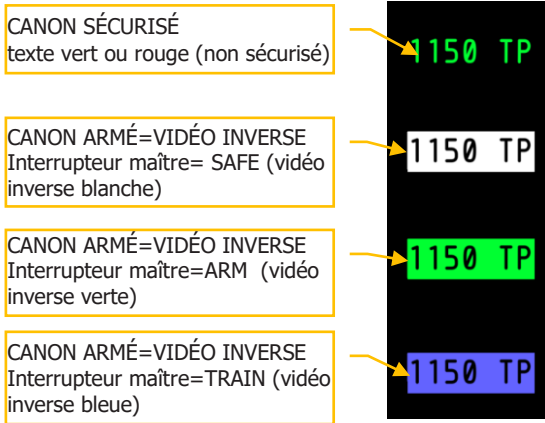 CANON SÉCURISÉ
texte vert ou rouge (non sécurisé)
1150 TP
CANON ARMÉ=VIDÉO INVERSE
Interrupteur maître= SAFE (vidéo
inverse blanche)
1150 TP
CANON ARMÉ=VIDÉO INVERSE
Interrupteur maître=ARM (vidéo
inverse verte)
1150 TP
CANON ARMÉ=VIDÉO INVERSE
Interrupteur maître=TRAIN (vidéo
inverse bleue)
1150 TP